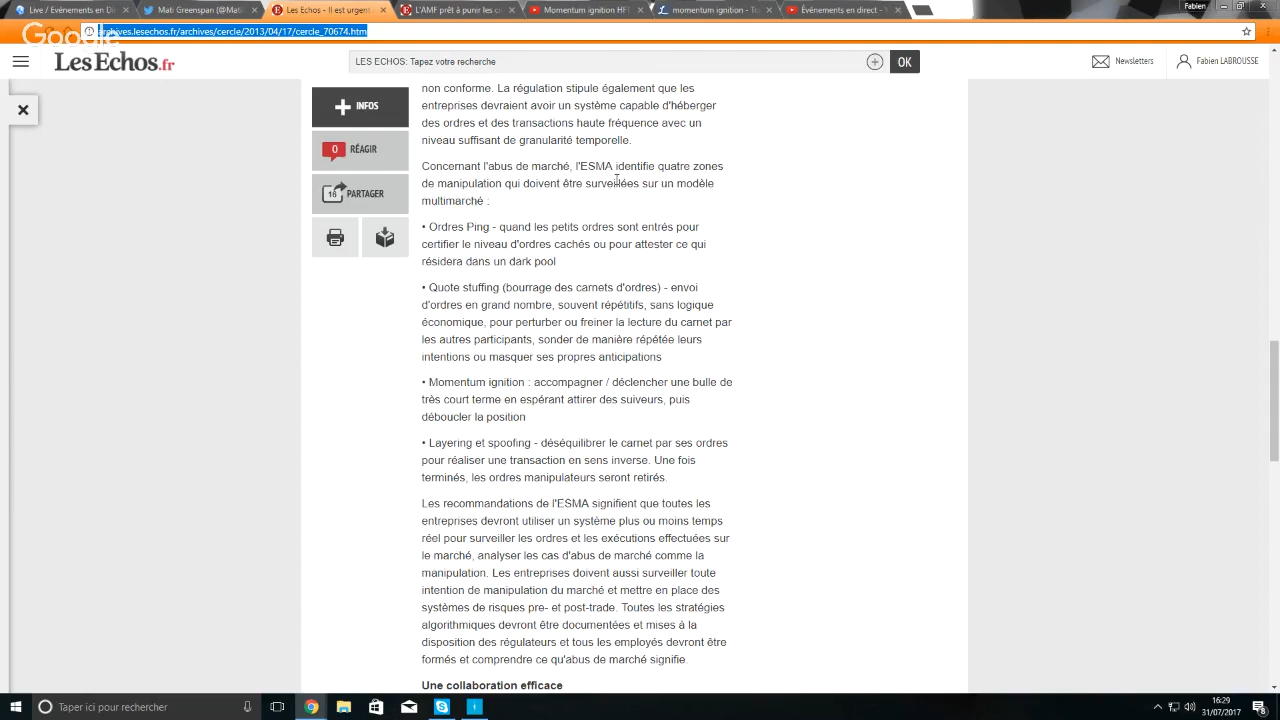 Live / Événements en Di
Mati Greenspan (@Mati
Les Echos - Il est urgent
L'AMF prêt à punir les cr
Momentum ignition HFT
momentum ignition - Tra
Événements en direct -
Fabien
Google
archives.lesechos.fr/archives/cercle/2013/04/17/cercle_70674.htm
Les Echos.fr
LES ECHOS: Tapez votre recherche
OK
Newsletters
Fabien LABROUSSE
INFOS
0 RÉAGIR
16 PARTAGER
non conforme. La régulation stipule également que les
entreprises devraient avoir un système capable d'héberger
des ordres et des transactions haute fréquence avec un
niveau suffisant de granularité temporelle.
Concernant l'abus de marché, l'ESMA identifie quatre zones
de manipulation qui doivent être surveillées sur un modèle
multimarché :
• Ordres Ping - quand les petits ordres sont entrés pour
certifier le niveau d'ordres cachés ou pour attester ce qui
résidera dans un dark pool
• Quote stuffing (bourrage des carnets d'ordres) - envoi
d'ordres en grand nombre, souvent répétitifs, sans logique
économique, pour perturber ou freiner la lecture du carnet par
les autres participants, sonder de manière répétée leurs
intentions ou masquer ses propres anticipations
• Momentum ignition : accompagner / déclencher une bulle de
très court terme en espérant attirer des suiveurs, puis
déboucler la position
• Layering et spoofing - déséquilibrer le carnet par ses ordres
pour réaliser une transaction en sens inverse. Une fois
terminés, les ordres manipulateurs seront retirés.
Les recommandations de l'ESMA signifient que toutes les
entreprises devront utiliser un système plus ou moins temps
réel pour surveiller les ordres et les exécutions effectuées sur
le marché, analyser les cas d'abus de marché comme la
manipulation. Les entreprises doivent aussi surveiller toute
intention de manipulation du marché et mettre en place des
systèmes de risques pre- et post-trade. Toutes les stratégies
algorithmiques devront être documentées et mises à la
disposition des régulateurs et tous les employés devront être
formés et comprendre ce qu'abus de marché signifie.
Une collaboration efficace
Taper ici pour rechercher
16:29
31/07/2017
8